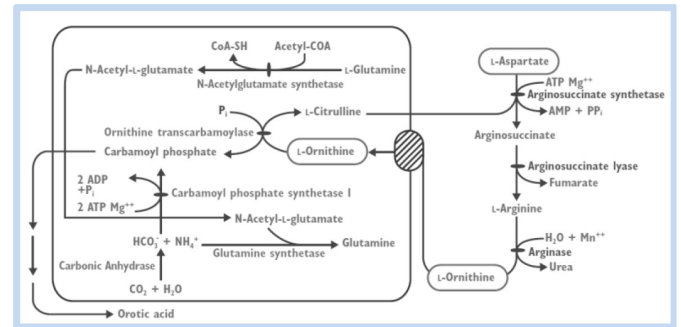 CoA-SH
Acetyl-COA
N-Acetyl-L-glutamate
L-Glutamine
N-Acetylglutamate synthetase
Pᵢ
L-Citrulline
Ornithine transcarbamoylase
Carbamoyl phosphate
L-Ornithine
2 ADP
+Pᵢ
Carbamoyl phosphate synthetase I
2 ATP Mg⁺⁺
N-Acetyl-L-glutamate
HCO₃⁻ + NH₄⁺
Glutamine
Glutamine synthetase
Carbonic Anhydrase
CO₂ + H₂O
Orotic acid
L-Aspartate
ATP Mg⁺⁺
Arginosuccinate synthetase
AMP + PPᵢ
Arginosuccinate
Arginosuccinate lyase
Fumarate
L-Arginine
H₂O + Mn⁺⁺
Arginase
Urea
L-Ornithine